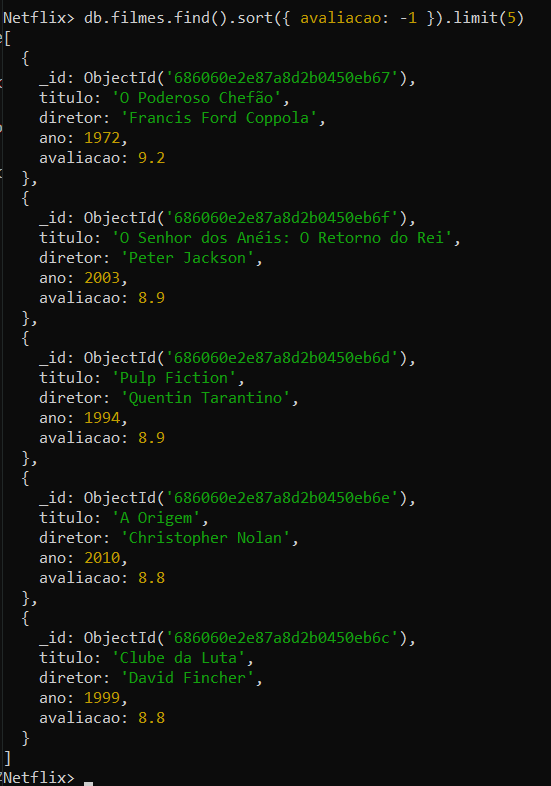 Netflix> db.filmes.find().sort({ avaliacao: -1 }).limit(5)
[
  {
    _id: ObjectId('686060e2e87a8d2b0450eb67'),
    titulo: 'O Poderoso Chefão',
    diretor: 'Francis Ford Coppola',
    ano: 1972,
    avaliacao: 9.2
  },
  {
    _id: ObjectId('686060e2e87a8d2b0450eb6f'),
    titulo: 'O Senhor dos Anéis: O Retorno do Rei',
    diretor: 'Peter Jackson',
    ano: 2003,
    avaliacao: 8.9
  },
  {
    _id: ObjectId('686060e2e87a8d2b0450eb6d'),
    titulo: 'Pulp Fiction',
    diretor: 'Quentin Tarantino',
    ano: 1994,
    avaliacao: 8.9
  },
  {
    _id: ObjectId('686060e2e87a8d2b0450eb6e'),
    titulo: 'A Origem',
    diretor: 'Christopher Nolan',
    ano: 2010,
    avaliacao: 8.8
  },
  {
    _id: ObjectId('686060e2e87a8d2b0450eb6c'),
    titulo: 'Clube da Luta',
    diretor: 'David Fincher',
    ano: 1999,
    avaliacao: 8.8
  }
]
Netflix>